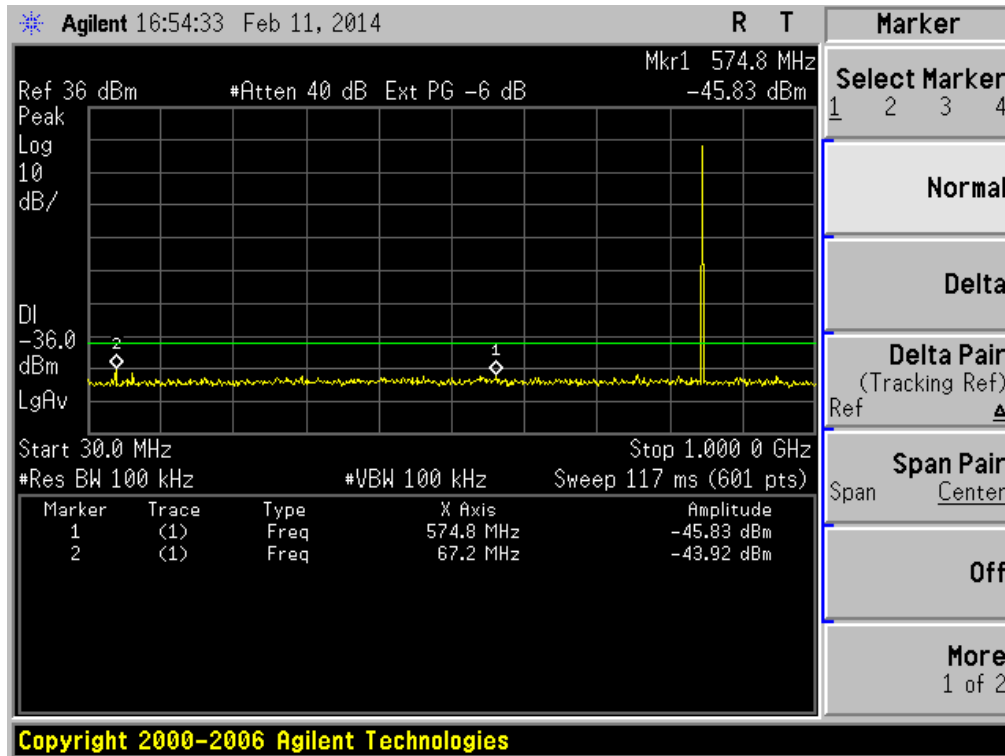 Agilent 16:54:33 Feb 11, 2014 R T
Mkr1 574.8 MHz
Ref 36 dBm #Atten 40 dB Ext PG -6 dB -45.83 dBm
Peak
Log
10
dB/
DI
-36.0
dBm
LgAv
2
1
Start 30.0 MHz Stop 1.000 0 GHz
#Res BW 100 kHz #VBW 100 kHz Sweep 117 ms (601 pts)
Marker Trace Type X Axis Amplitude
1 (1) Freq 574.8 MHz -45.83 dBm
2 (1) Freq 67.2 MHz -43.92 dBm
Marker
Select Marker
1 2 3 4
Normal
Delta
Delta Pair
(Tracking Ref)
Ref Δ
Span Pair
Span Center
Off
More
1 of 2
Copyright 2000-2006 Agilent Technologies